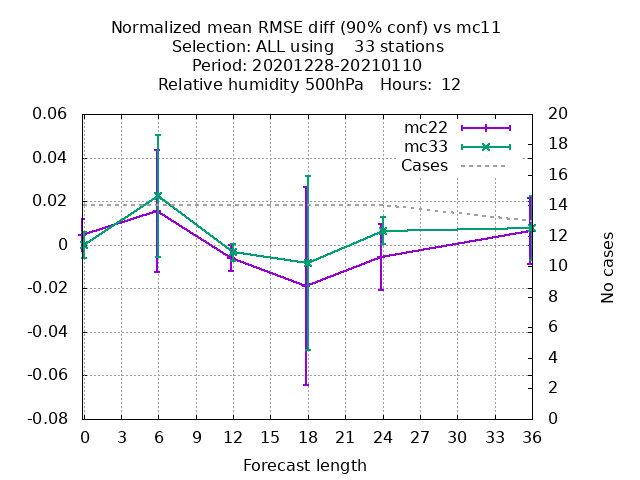 Normalized mean RMSE diff (90% conf) vs mc11
Selection: ALL using    33 stations
Period: 20201228-20210110
Relative humidity 500hPa   Hours:  12
mc22
mc33
Cases
0.06
0.04
0.02
0
-0.02
-0.04
-0.06
-0.08
20
18
16
14
12
10
8
6
4
2
0
No cases
0 3 6 9 12 15 18 21 24 27 30 33 36
Forecast length